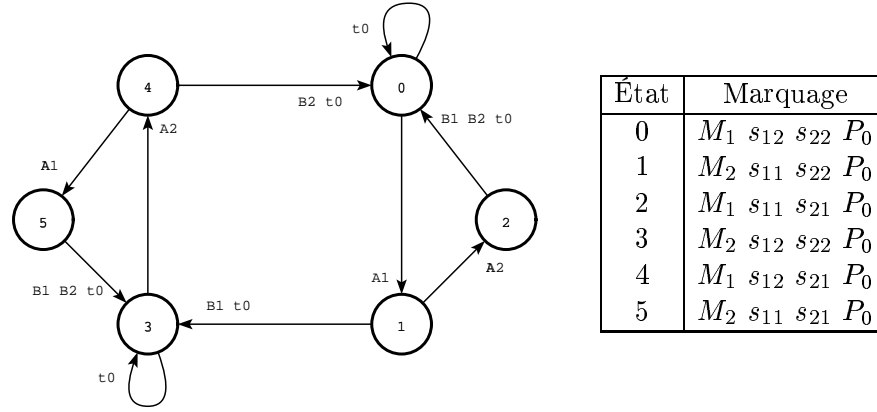 t0
4
0
B2 t0
A2
B1 B2 t0
A1
5
2
B1 B2 t0
A1
A2
B1 t0
3
1
t0
État Marquage
0 M₁ s₁₂ s₂₂ P₀
1 M₂ s₁₁ s₂₂ P₀
2 M₁ s₁₁ s₂₁ P₀
3 M₂ s₁₂ s₂₂ P₀
4 M₁ s₁₂ s₂₁ P₀
5 M₂ s₁₁ s₂₁ P₀